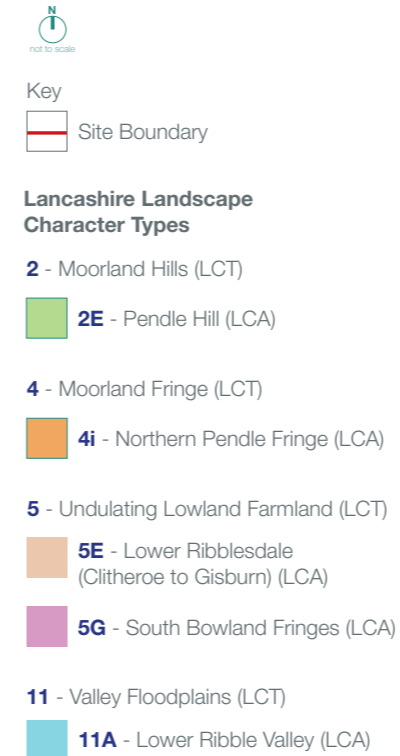 N
not to scale
Key
Site Boundary
Lancashire Landscape
Character Types
2 - Moorland Hills (LCT)
2E - Pendle Hill (LCA)
4 - Moorland Fringe (LCT)
4i - Northern Pendle Fringe (LCA)
5 - Undulating Lowland Farmland (LCT)
5E - Lower Ribblesdale
(Clitheroe to Gisburn) (LCA)
5G - South Bowland Fringes (LCA)
11 - Valley Floodplains (LCT)
11A - Lower Ribble Valley (LCA)